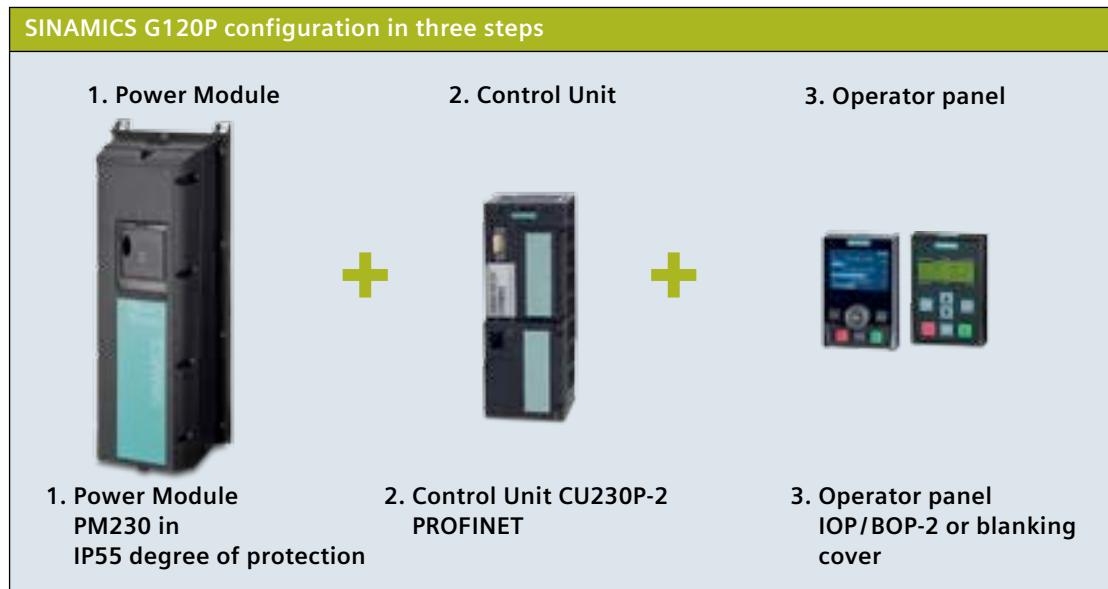 SINAMICS G120P configuration in three steps
1. Power Module
2. Control Unit
3. Operator panel
1. Power Module
PM230 in
IP55 degree of protection
2. Control Unit CU230P-2
PROFINET
3. Operator panel
IOP/BOP-2 or blanking
cover